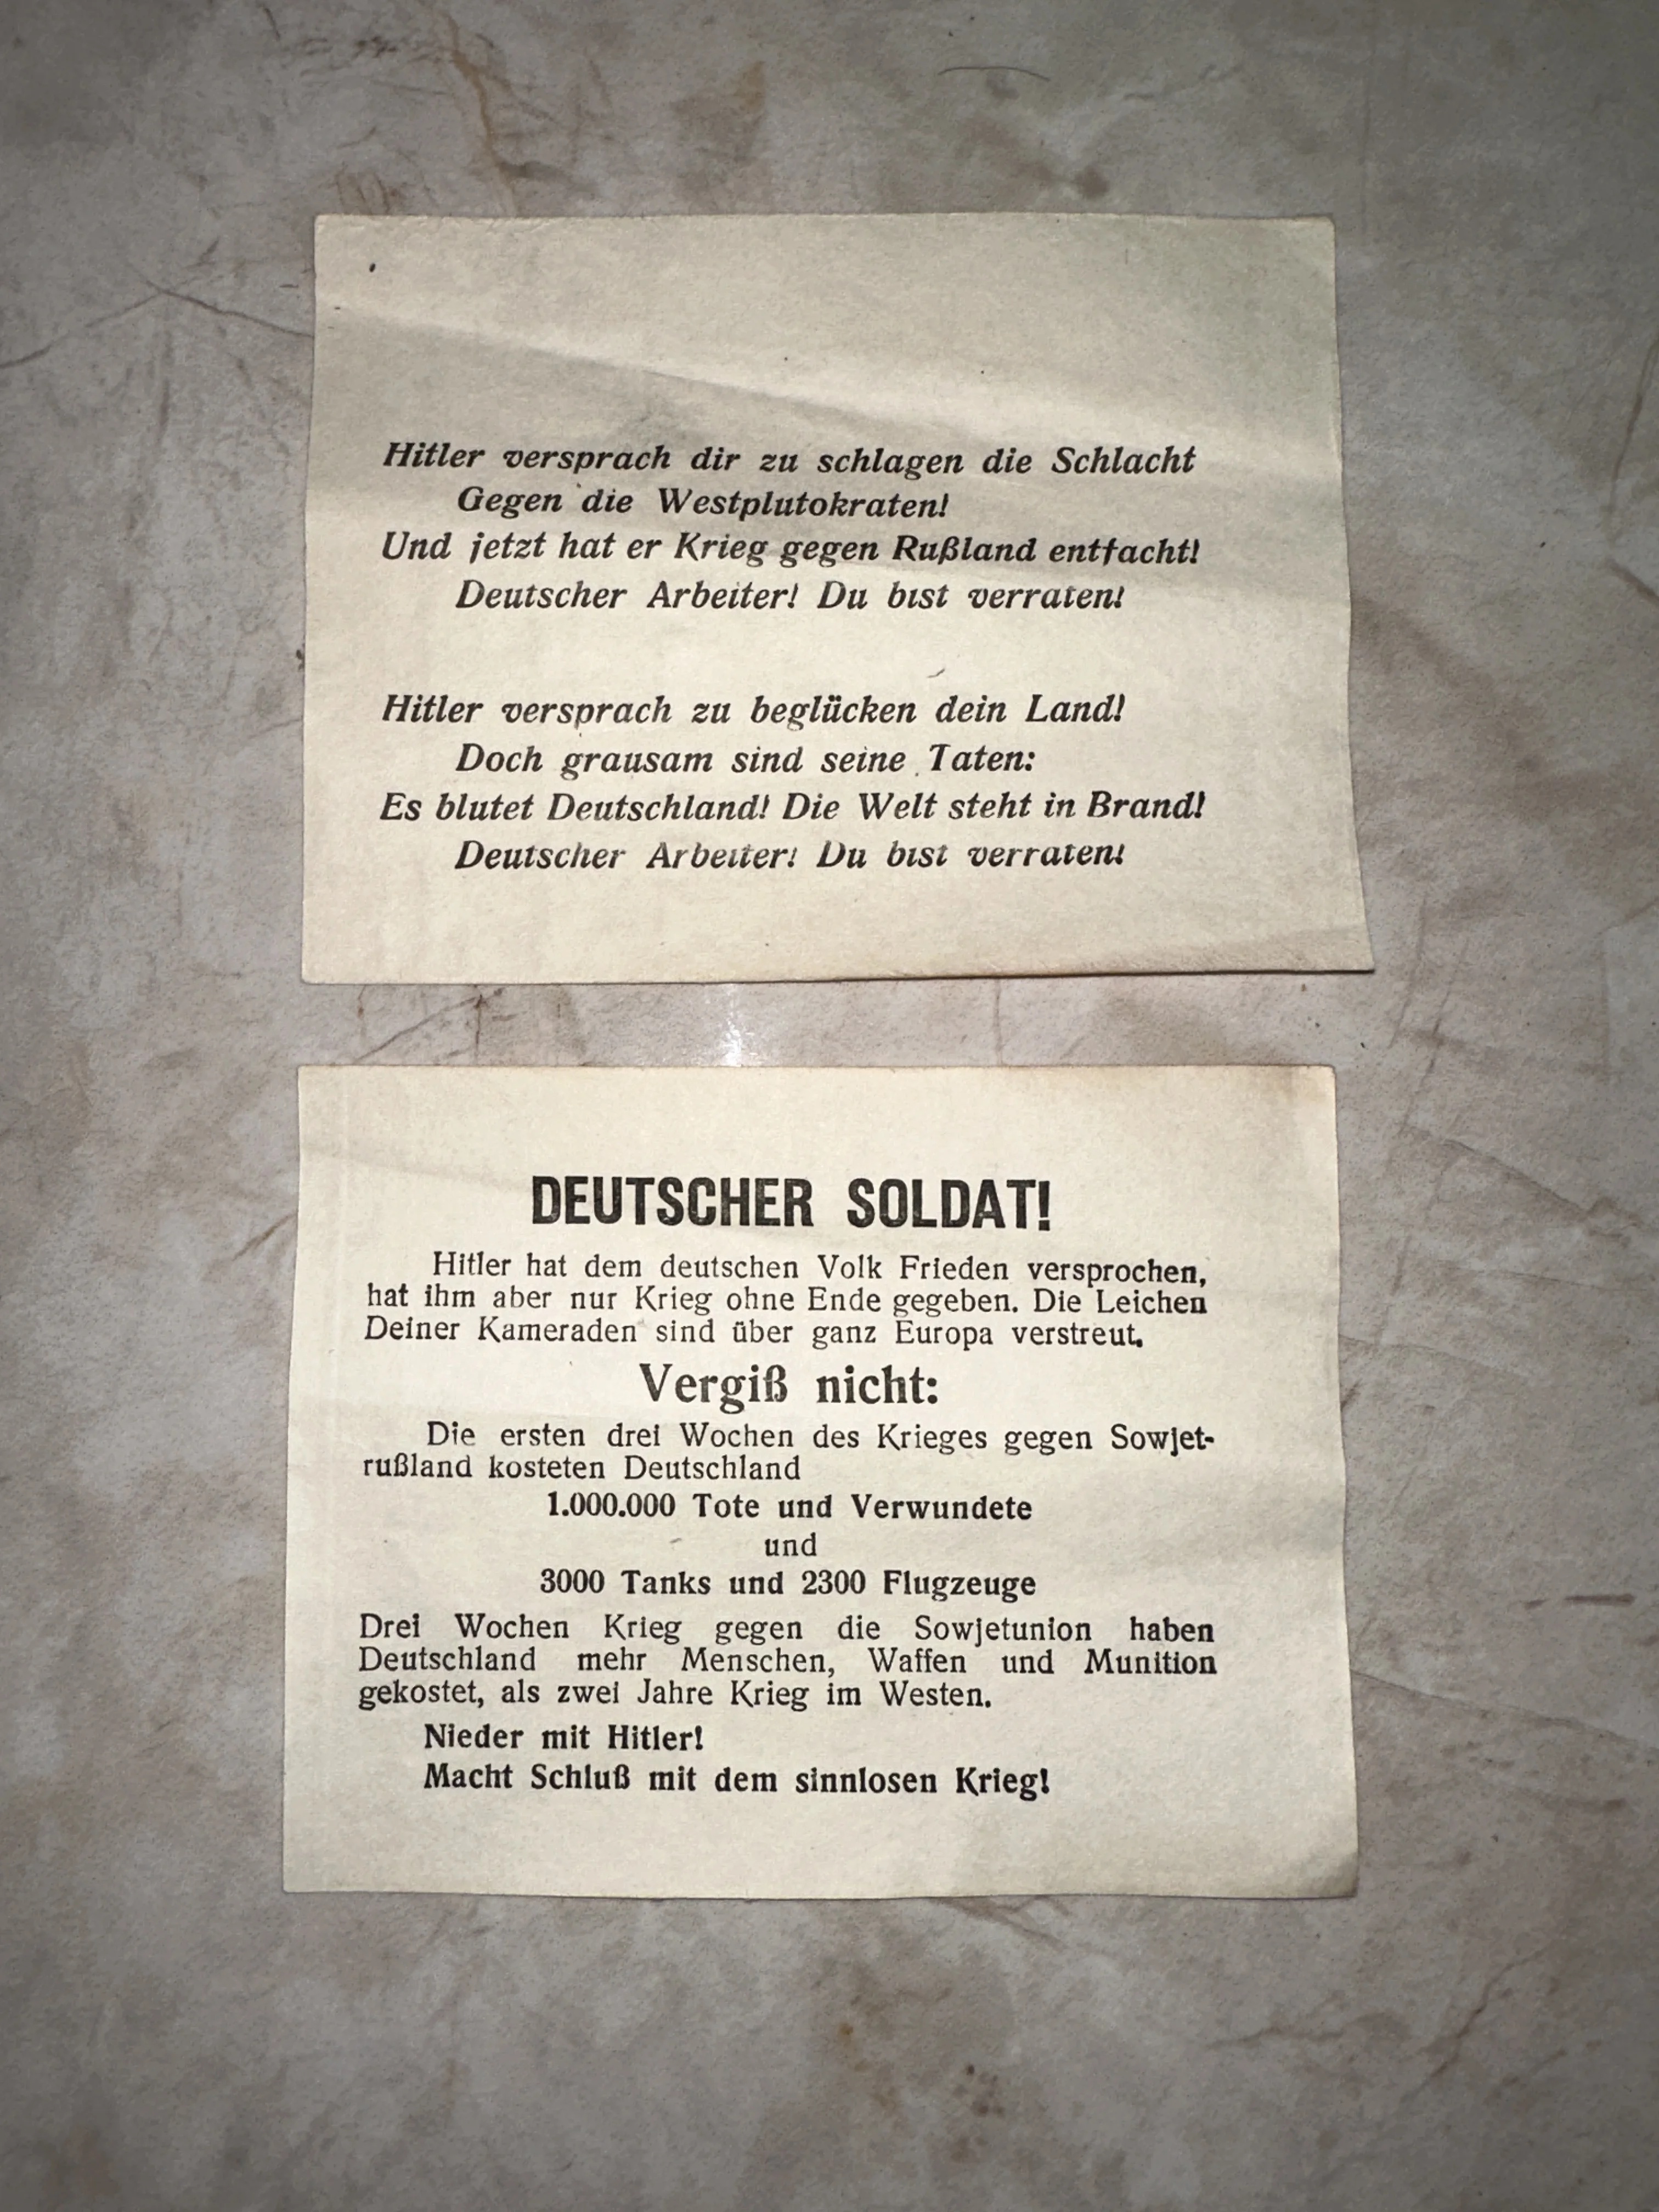 Hitler versprach dir zu schlagen die Schlacht
Gegen die Westplutokraten!
Und jetzt hat er Krieg gegen Rußland entfacht!
Deutscher Arbeiter! Du bist verraten!
Hitler versprach zu beglücken dein Land!
Doch grausam sind seine Taten:
Es blutet Deutschland! Die Welt steht in Brand!
Deutscher Arbeiter! Du bist verraten!
DEUTSCHER SOLDAT!
Hitler hat dem deutschen Volk Frieden versprochen,
hat ihm aber nur Krieg ohne Ende gegeben. Die Leichen
Deiner Kameraden sind über ganz Europa verstreut.
Vergiß nicht:
Die ersten drei Wochen des Krieges gegen Sowjet-
rußland kosteten Deutschland
1.000.000 Tote und Verwundete
und
3000 Tanks und 2300 Flugzeuge
Drei Wochen Krieg gegen die Sowjetunion haben
Deutschland mehr Menschen, Waffen und Munition
gekostet, als zwei Jahre Krieg im Westen.
Nieder mit Hitler!
Macht Schluß mit dem sinnlosen Krieg!